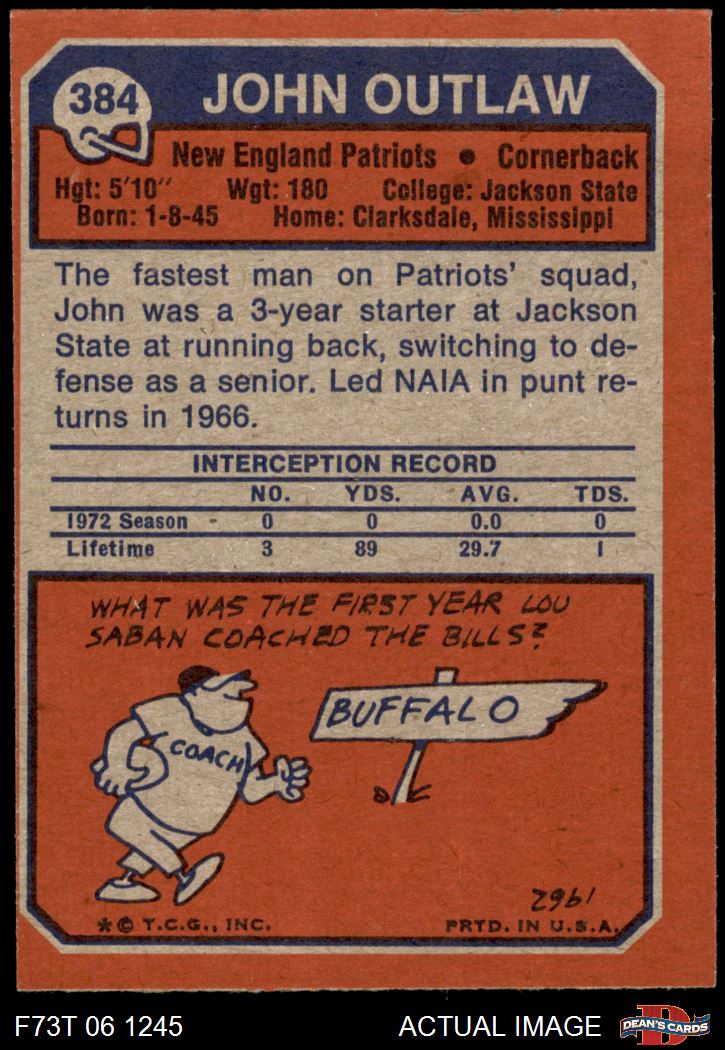 384
JOHN OUTLAW
New England Patriots • Cornerback
Hgt: 5'10" Wgt: 180 College: Jackson State
Born: 1-8-45 Home: Clarksdale, Mississippi
The fastest man on Patriots' squad,
John was a 3-year starter at Jackson
State at running back, switching to de-
fense as a senior. Led NAIA in punt re-
turns in 1966.
INTERCEPTION RECORD
NO. YDS. AVG. TDS.
1972 Season 0 0 0.0 0
Lifetime 3 89 29.7 1
WHAT WAS THE FIRST YEAR LOU
SABAN COACHED THE BILLS?
BUFFALO
COACH
1962
* © T.C.G., INC. PRTD. IN U.S.A.
F73T 06 1245 ACTUAL IMAGE
D
DEAN'S CARDS